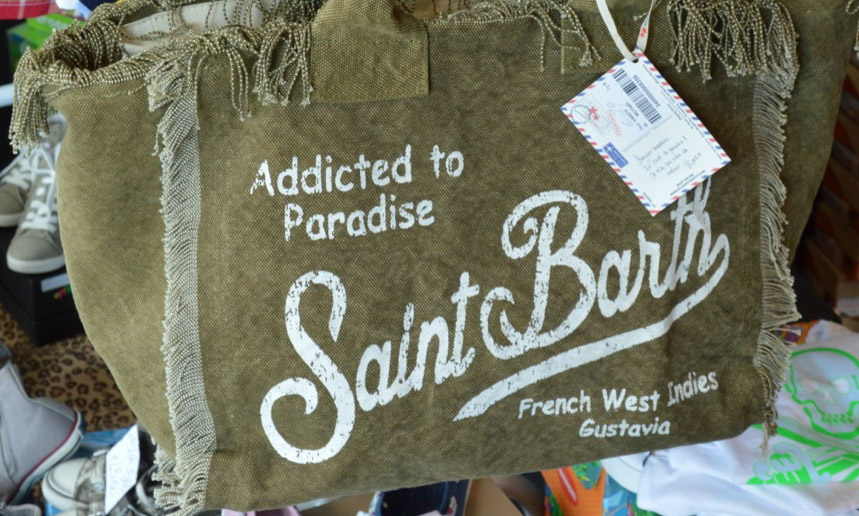 Addicted to
Paradise
Saint Barth
French West Indies
Gustavia